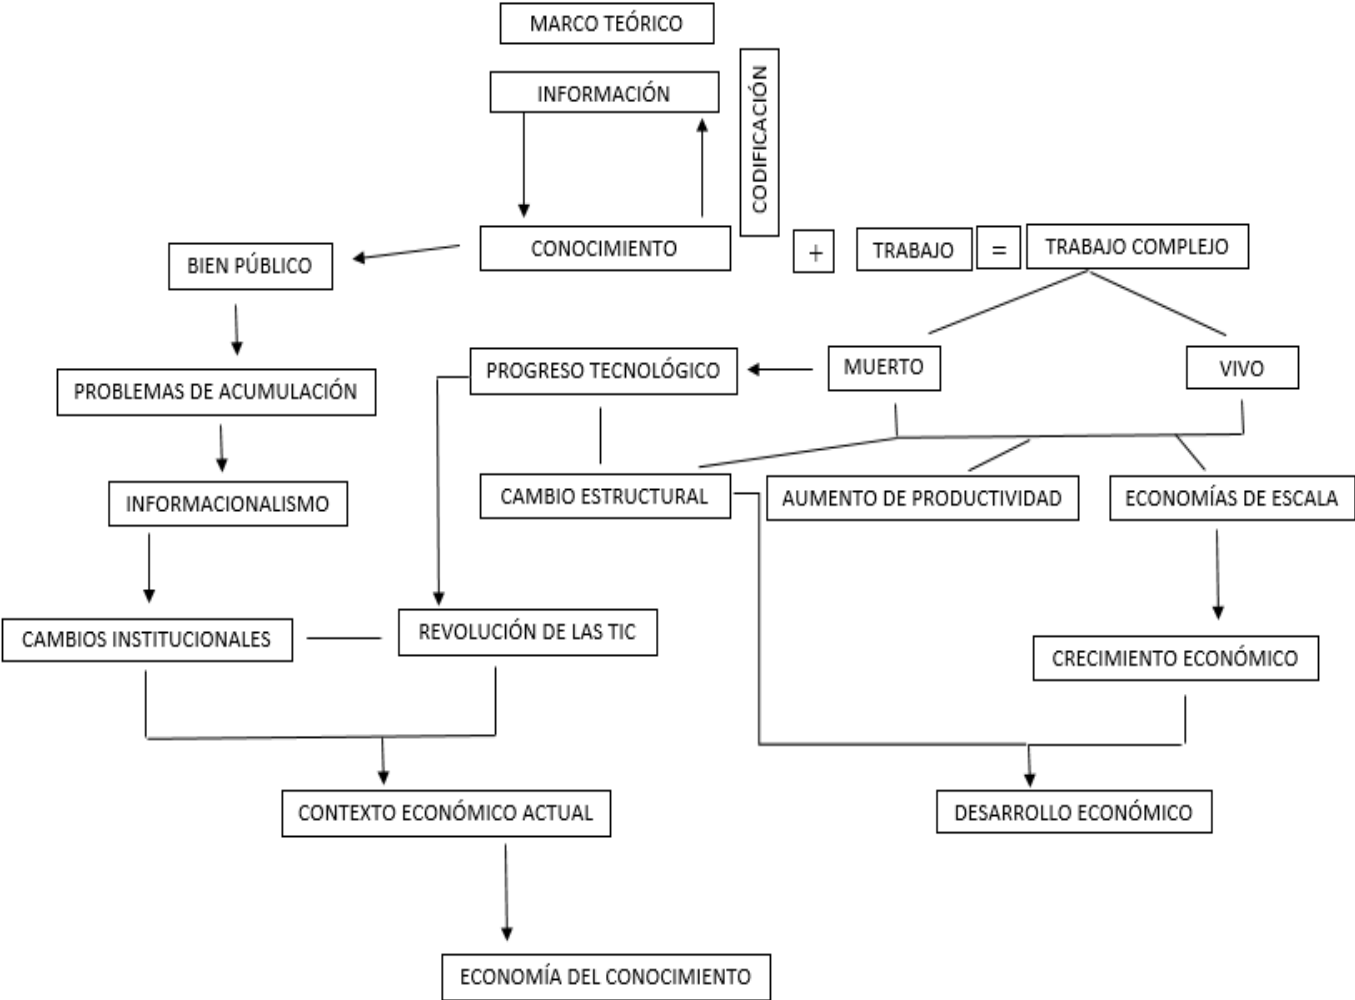 MARCO TEÓRICO
INFORMACIÓN
CODIFICACIÓN
CONOCIMIENTO
+
TRABAJO
=
TRABAJO COMPLEJO
BIEN PÚBLICO
PROGRESO TECNOLÓGICO
MUERTO
VIVO
PROBLEMAS DE ACUMULACIÓN
INFORMACIONALISMO
CAMBIO ESTRUCTURAL
AUMENTO DE PRODUCTIVIDAD
ECONOMÍAS DE ESCALA
CAMBIOS INSTITUCIONALES
REVOLUCIÓN DE LAS TIC
CRECIMIENTO ECONÓMICO
CONTEXTO ECONÓMICO ACTUAL
DESARROLLO ECONÓMICO
ECONOMÍA DEL CONOCIMIENTO